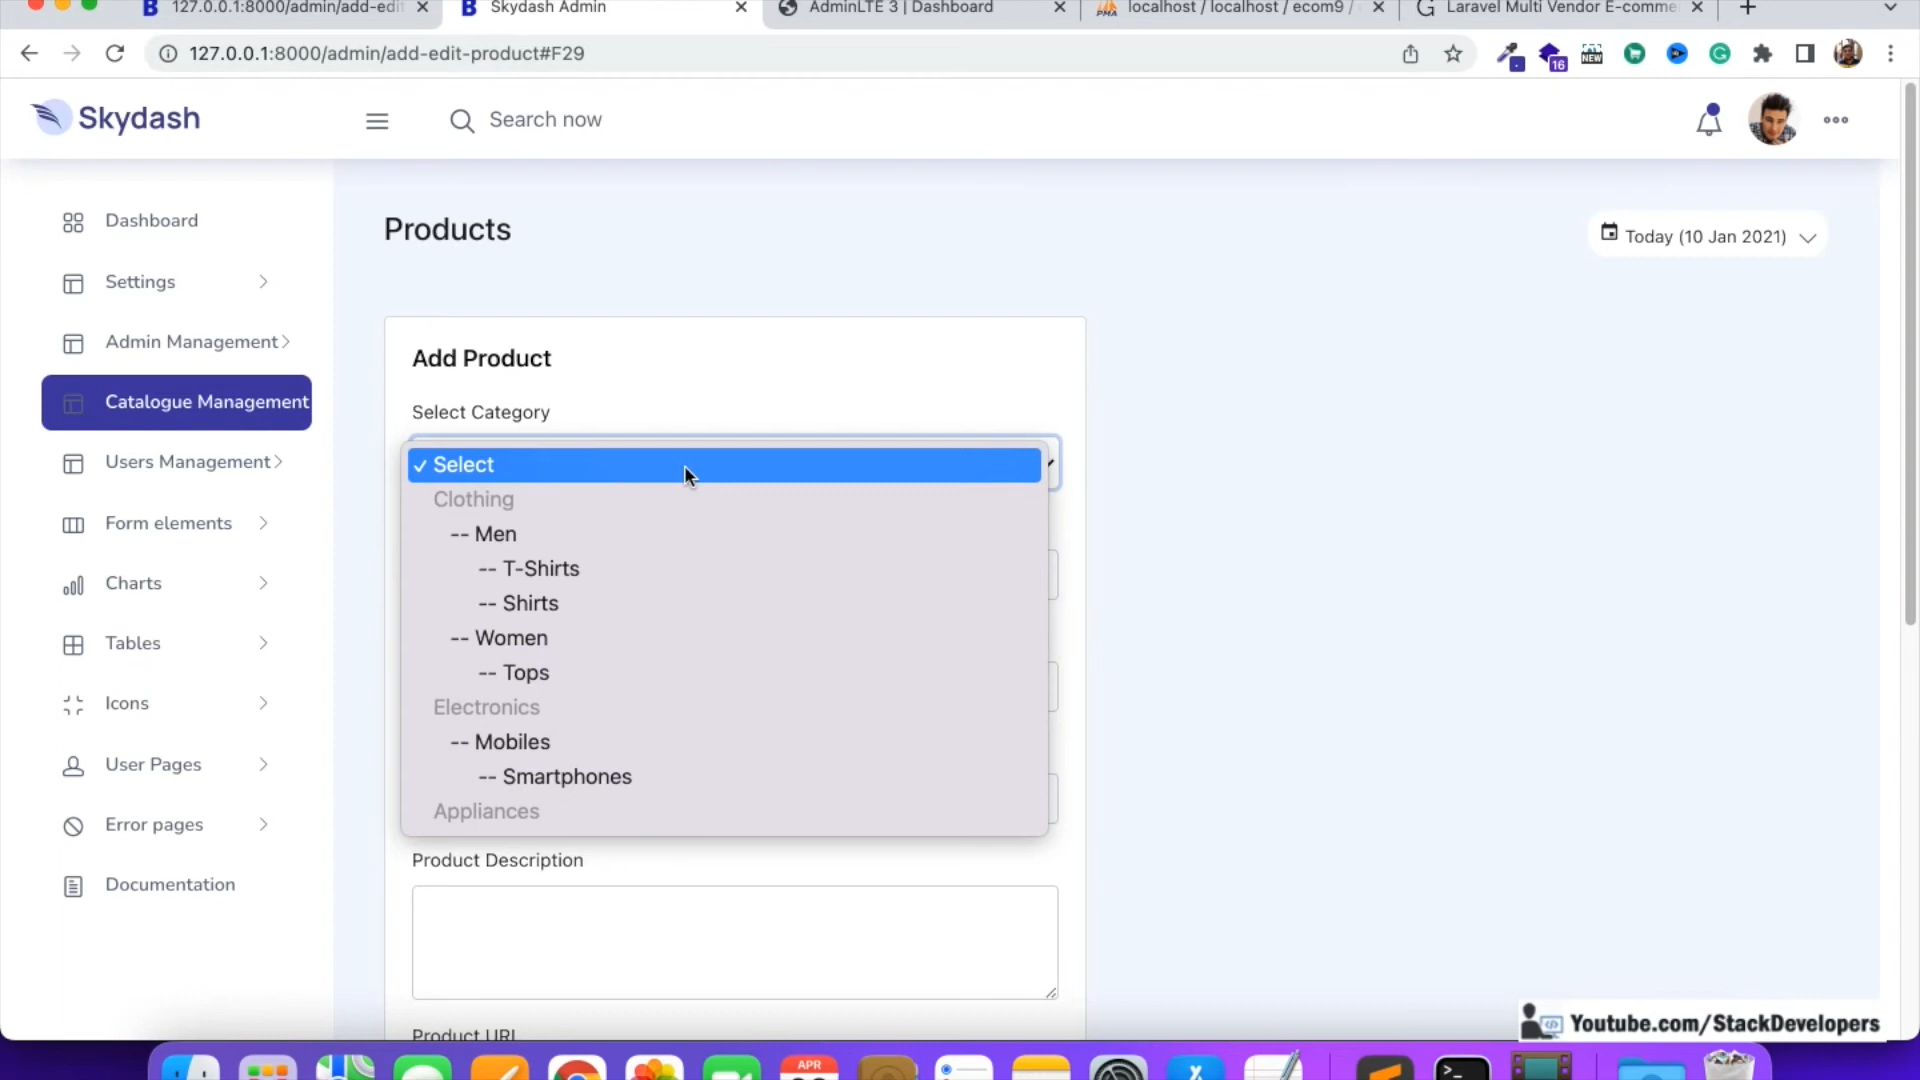 127.0.0.1:8000/admin/add-edit
Skydash Admin
AdminLTE 3 | Dashboard
localhost / localhost / ecom9 /
Laravel Multi Vendor E-comme
127.0.0.1:8000/admin/add-edit-product#F29
16
NEW
Skydash
Search now
Dashboard
Settings
Admin Management
Catalogue Management
Users Management
Form elements
Charts
Tables
Icons
User Pages
Error pages
Documentation
Products
Today (10 Jan 2021)
Add Product
Select Category
✓ Select
Clothing
-- Men
-- T-Shirts
-- Shirts
-- Women
-- Tops
Electronics
-- Mobiles
-- Smartphones
Appliances
Product Description
Product URL
Youtube.com/StackDevelopers
APR